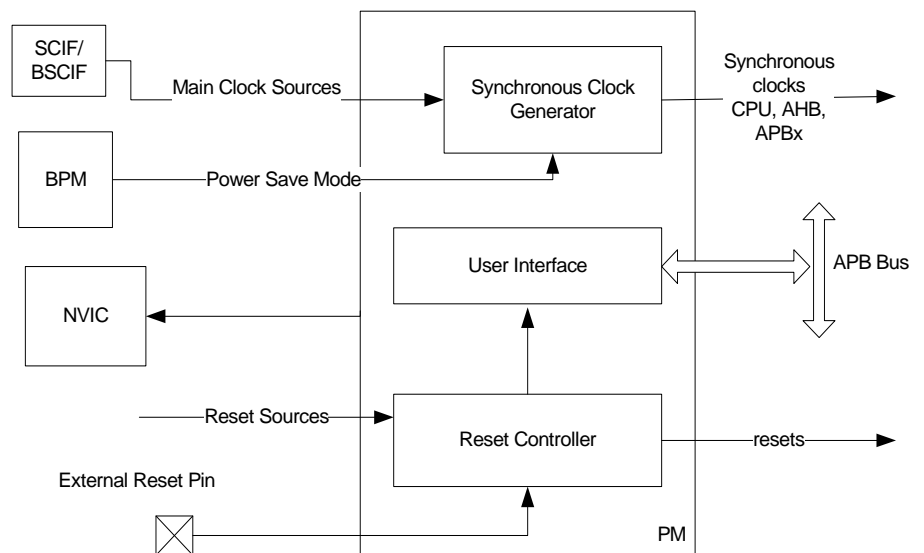 SCIF/
BSCIF
Main Clock Sources
Synchronous Clock
Generator
Synchronous
clocks
CPU, AHB,
APBx
BPM
Power Save Mode
User Interface
APB Bus
NVIC
Reset Sources
Reset Controller
resets
External Reset Pin
PM